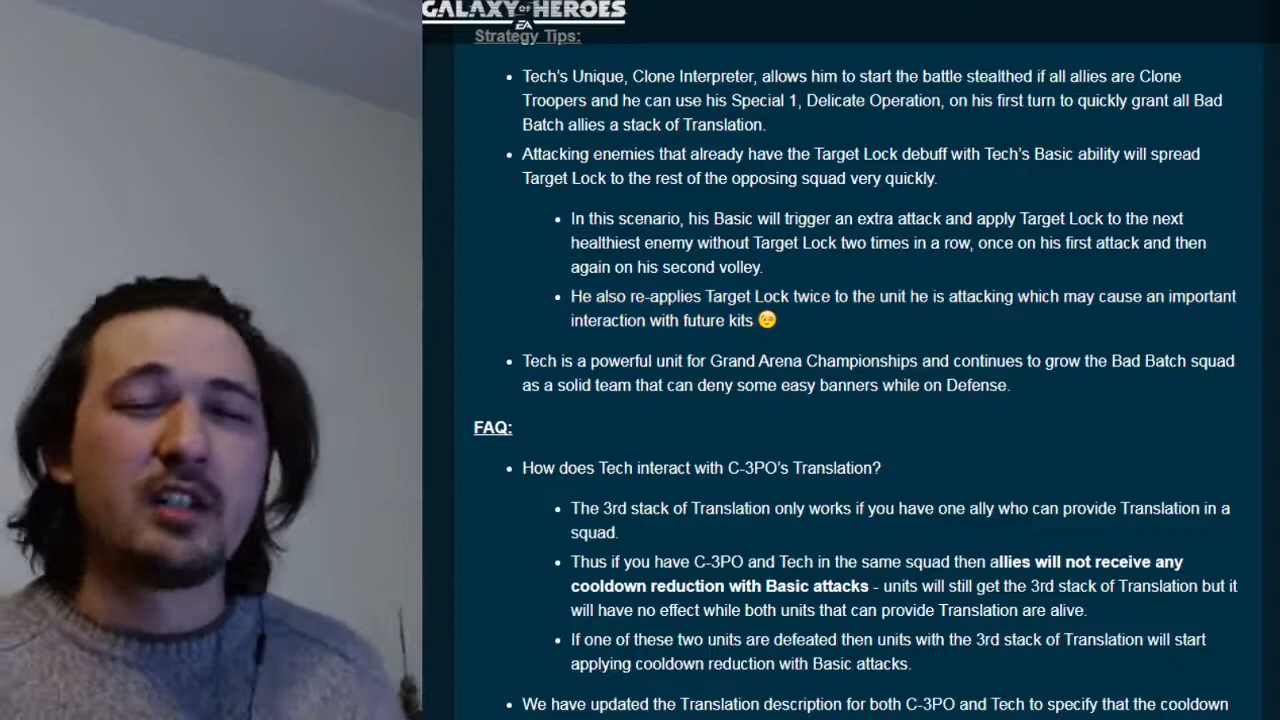 GALAXY OF HEROES
EA
Strategy Tips:
Tech's Unique, Clone Interpreter, allows him to start the battle stealthed if all allies are Clone
Troopers and he can use his Special 1, Delicate Operation, on his first turn to quickly grant all Bad
Batch allies a stack of Translation.
Attacking enemies that already have the Target Lock debuff with Tech's Basic ability will spread
Target Lock to the rest of the opposing squad very quickly.
In this scenario, his Basic will trigger an extra attack and apply Target Lock to the next
healthiest enemy without Target Lock two times in a row, once on his first attack and then
again on his second volley.
He also re-applies Target Lock twice to the unit he is attacking which may cause an important
interaction with future kits 😉
Tech is a powerful unit for Grand Arena Championships and continues to grow the Bad Batch squad
as a solid team that can deny some easy banners while on Defense.
FAQ:
How does Tech interact with C-3PO's Translation?
The 3rd stack of Translation only works if you have one ally who can provide Translation in a
squad.
Thus if you have C-3PO and Tech in the same squad then allies will not receive any
cooldown reduction with Basic attacks - units will still get the 3rd stack of Translation but it
will have no effect while both units that can provide Translation are alive.
If one of these two units are defeated then units with the 3rd stack of Translation will start
applying cooldown reduction with Basic attacks.
We have updated the Translation description for both C-3PO and Tech to specify that the cooldown